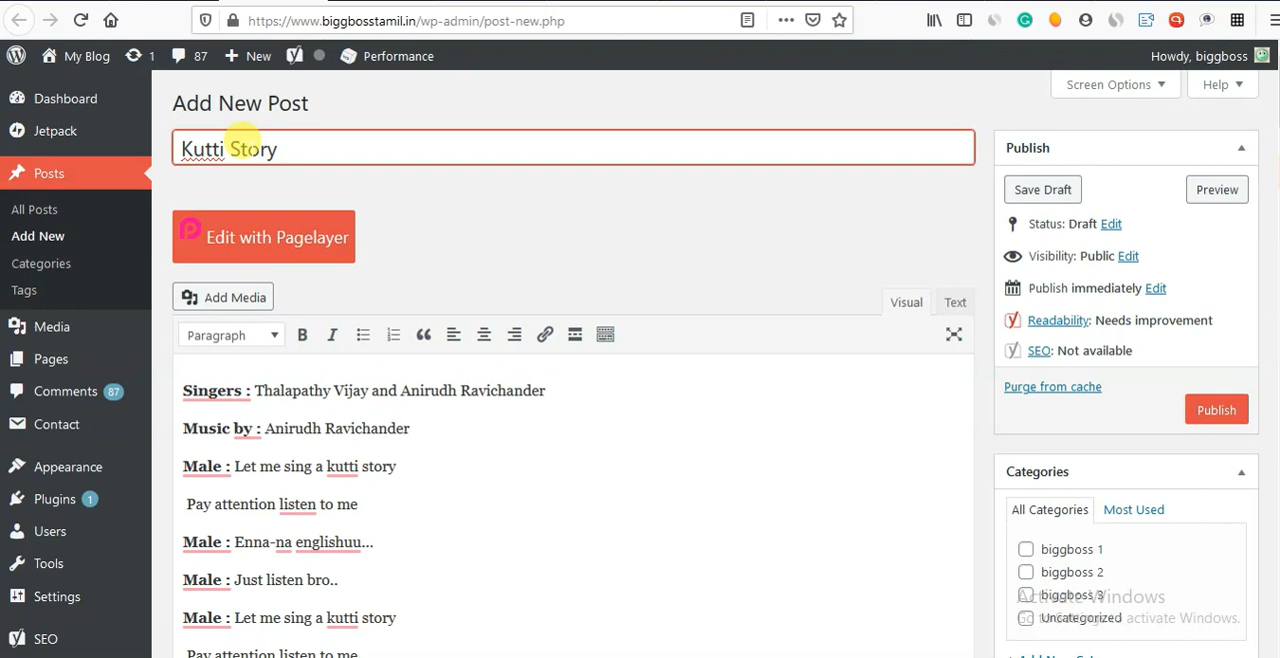 https://www.biggbosstamil.in/wp-admin/post-new.php
My Blog 1 87 New Performance Howdy, biggboss
Screen Options Help
Dashboard
Jetpack
Posts
All Posts
Add New
Categories
Tags
Media
Pages
Comments 87
Contact
Appearance
Plugins 1
Users
Tools
Settings
SEO
Add New Post
Kutti Story
Edit with Pagelayer
Add Media
Visual Text
Paragraph
Singers : Thalapathy Vijay and Anirudh Ravichander
Music by : Anirudh Ravichander
Male : Let me sing a kutti story
Pay attention listen to me
Male : Enna-na englishuu...
Male : Just listen bro..
Male : Let me sing a kutti story
Pay attention listen to me
Publish
Save Draft Preview
Status: Draft Edit
Visibility: Public Edit
Publish immediately Edit
Readability: Needs improvement
SEO: Not available
Purge from cache
Publish
Categories
All Categories Most Used
biggboss 1
biggboss 2
biggboss 3
Uncategorized
Activate Windows
Go to Settings to activate Windows.